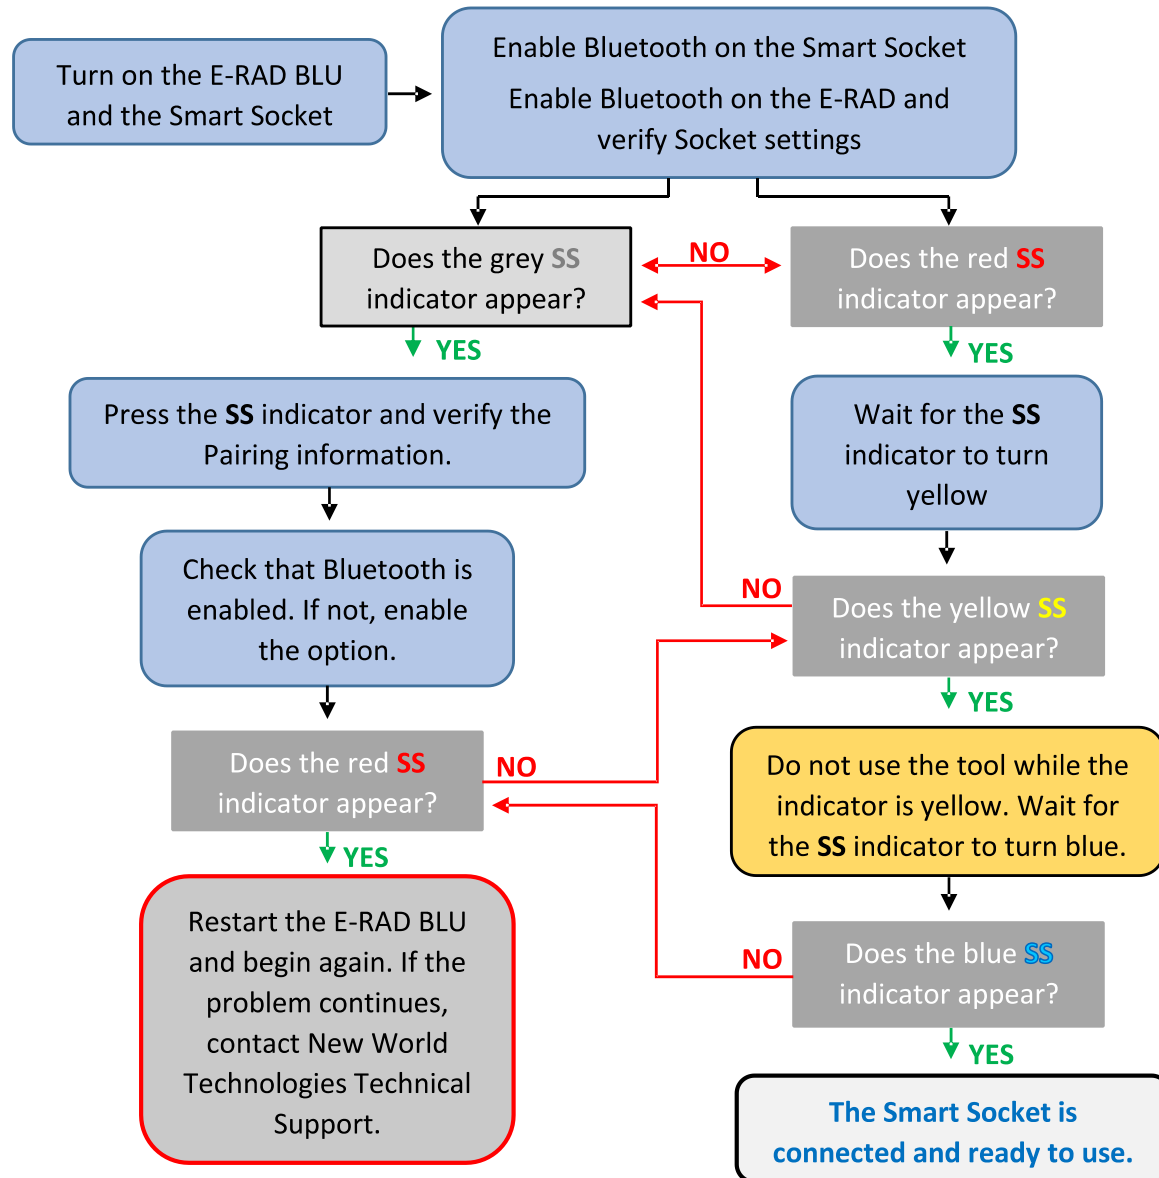 Turn on the E-RAD BLU
and the Smart Socket
Enable Bluetooth on the Smart Socket
Enable Bluetooth on the E-RAD and
verify Socket settings
Does the grey SS
indicator appear?
NO
Does the red SS
indicator appear?
YES
YES
Press the SS indicator and verify the
Pairing information.
Wait for the SS
indicator to turn
yellow
Check that Bluetooth is
enabled. If not, enable
the option.
NO
Does the yellow SS
indicator appear?
YES
Does the red SS
indicator appear?
NO
Do not use the tool while the
indicator is yellow. Wait for
the SS indicator to turn blue.
YES
Restart the E-RAD BLU
and begin again. If the
problem continues,
contact New World
Technologies Technical
Support.
NO
Does the blue SS
indicator appear?
YES
The Smart Socket is
connected and ready to use.